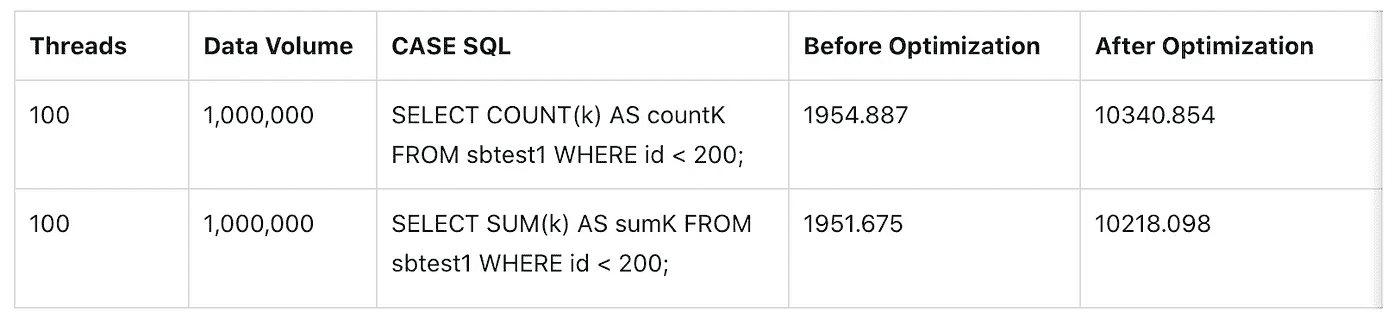 Threads Data Volume CASE SQL Before Optimization After Optimization
100 1,000,000 SELECT COUNT(k) AS countK 1954.887 10340.854
FROM sbtest1 WHERE id < 200;
100 1,000,000 SELECT SUM(k) AS sumK FROM 1951.675 10218.098
sbtest1 WHERE id < 200;